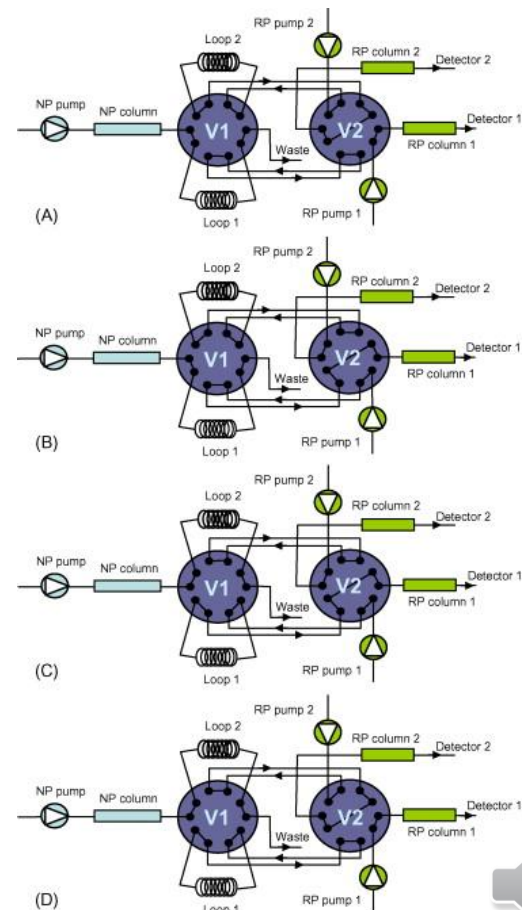 RP pump 2
Loop 2
RP column 2
Detector 2
NP pump
NP column
V1
V2
Detector 1
Waste
RP column 1
Loop 1
RP pump 1
(A)
RP pump 2
Loop 2
RP column 2
Detector 2
NP pump
NP column
V1
V2
Detector 1
Waste
RP column 1
Loop 1
RP pump 1
(B)
RP pump 2
Loop 2
RP column 2
Detector 2
NP pump
NP column
V1
V2
Detector 1
Waste
RP column 1
Loop 1
RP pump 1
(C)
RP pump 2
Loop 2
RP column 2
Detector 2
NP pump
NP column
V1
V2
Detector 1
Waste
RP column 1
Loop 1
RP pump 1
(D)